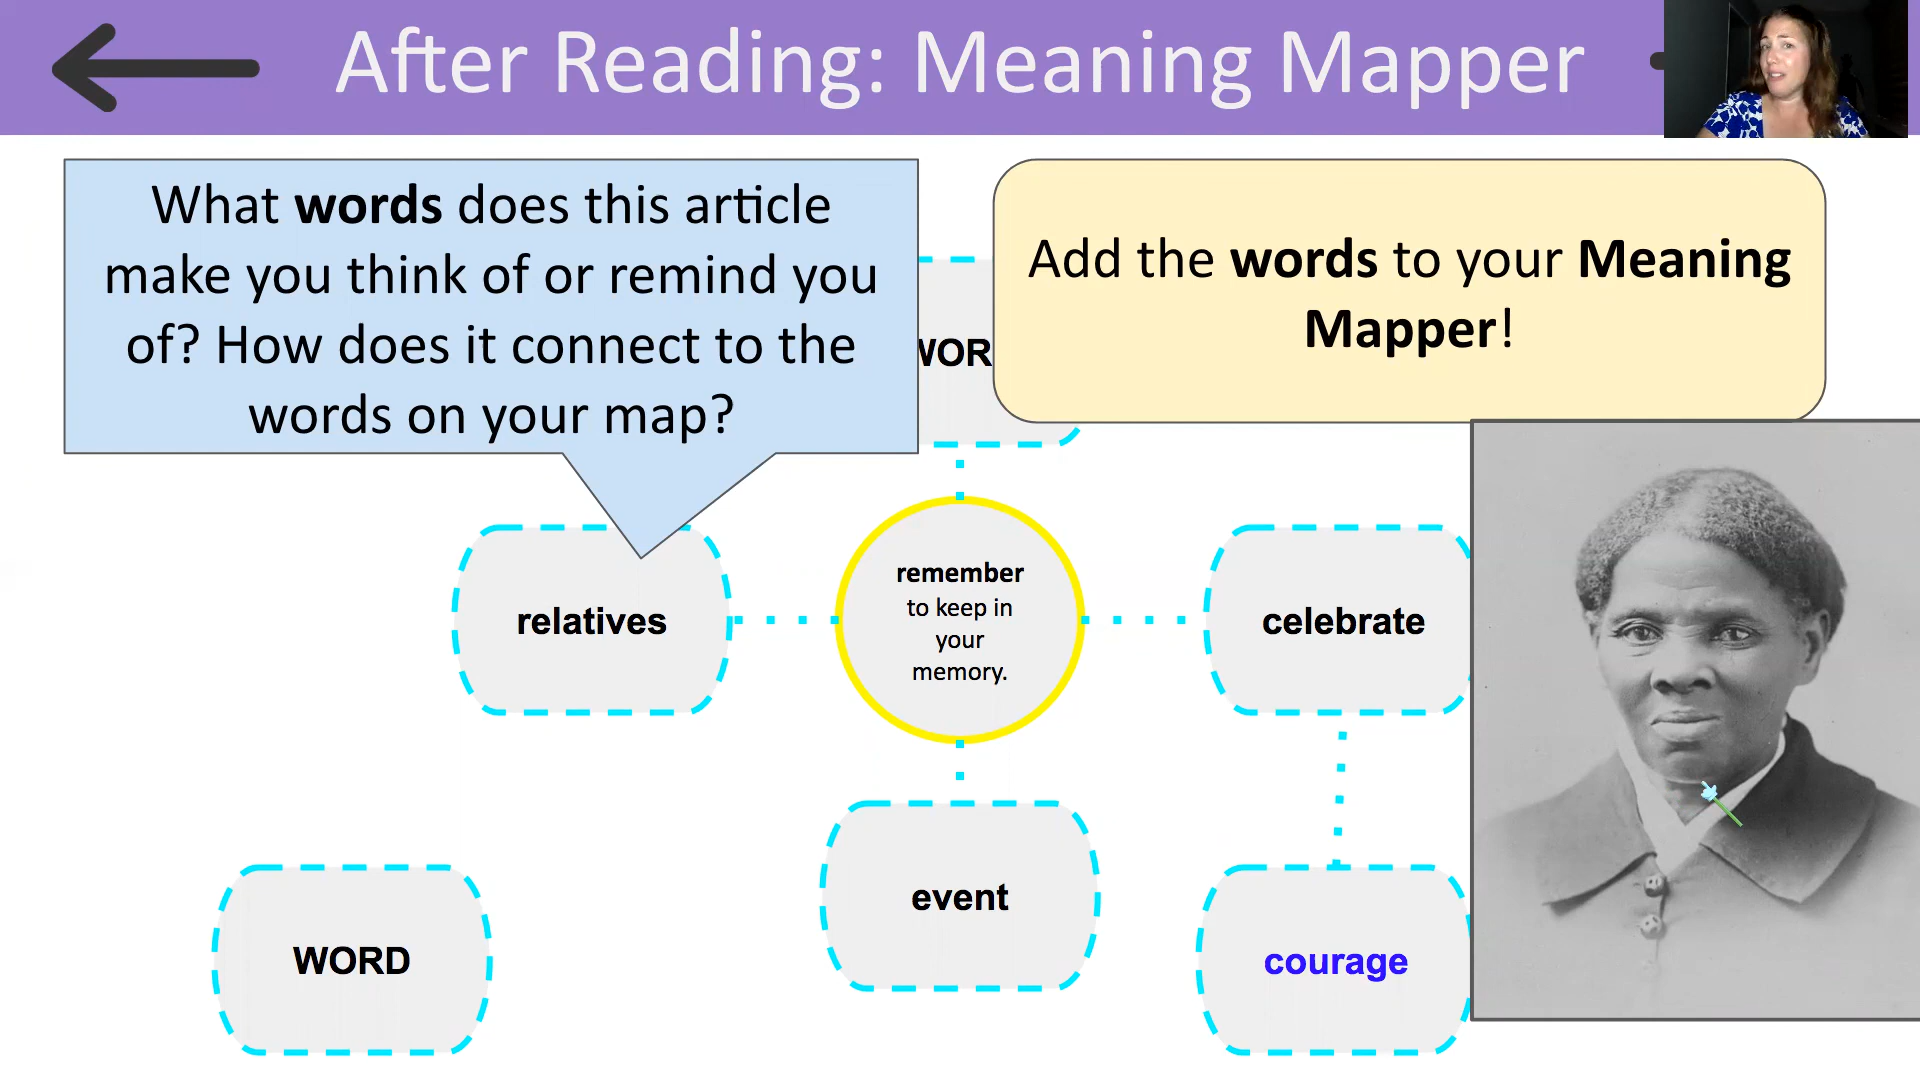 After Reading: Meaning Mapper
What words does this article
make you think of or remind you
of? How does it connect to the
words on your map?
Add the words to your Meaning
Mapper!
relatives
remember
to keep in
your
memory.
celebrate
event
WORD
courage